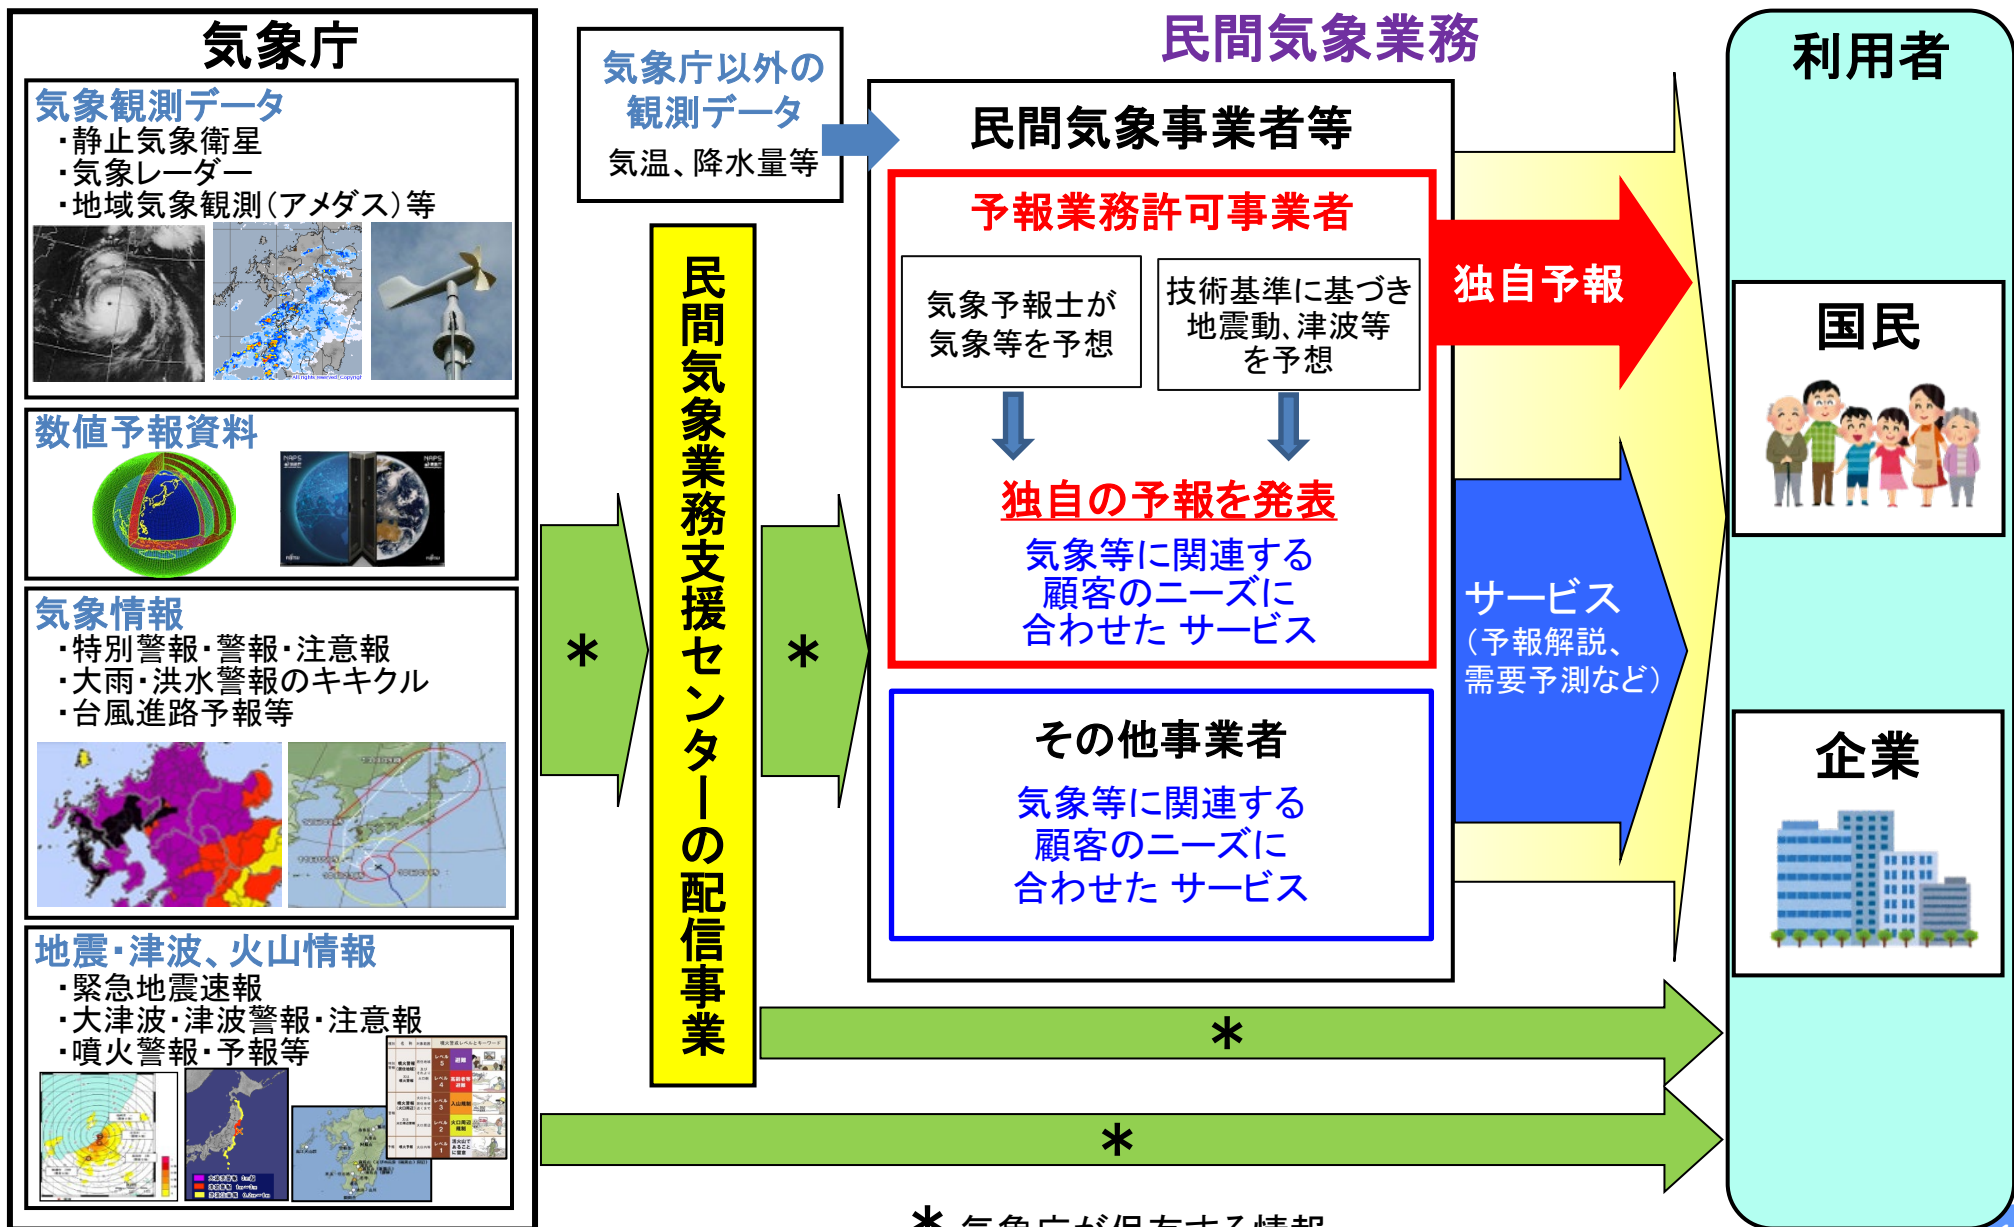 気象庁
気象観測データ
・静止気象衛星
・気象レーダー
・地域気象観測(アメダス)等
数値予報資料
気象情報
・特別警報・警報・注意報
・大雨・洪水警報のキキクル
・台風進路予報等
地震・津波、火山情報
・緊急地震速報
・大津波・津波警報・注意報
・噴火警報・予報等
気象庁以外の
観測データ
気温、降水量等
*
民間気象業務支援センターの配信事業
*
民間気象業務
民間気象事業者等
予報業務許可事業者
気象予報士が
気象等を予想
技術基準に基づき
地震動、津波等
を予想
独自の予報を発表
気象等に関連する
顧客のニーズに
合わせた サービス
その他事業者
気象等に関連する
顧客のニーズに
合わせた サービス
独自予報
サービス
(予報解説、
需要予測など)
*
*
利用者
国民
企業
* 気象庁が保有する情報